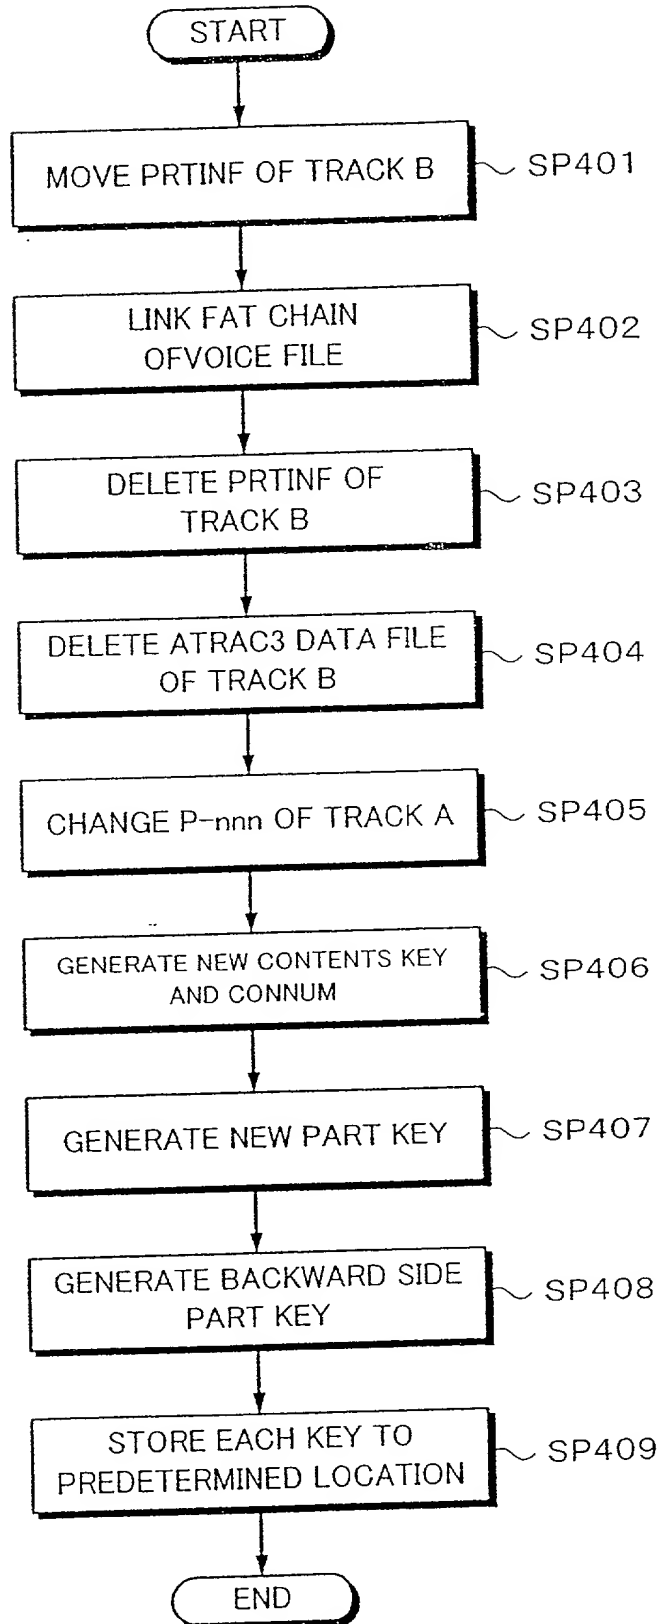 START
MOVE PRTINF OF TRACK B
SP401
LINK FAT CHAIN
OFVOICE FILE
SP402
DELETE PRTINF OF
TRACK B
SP403
DELETE ATRAC3 DATA FILE
OF TRACK B
SP404
CHANGE P-nnn OF TRACK A
SP405
GENERATE NEW CONTENTS KEY
AND CONNUM
SP406
GENERATE NEW PART KEY
SP407
GENERATE BACKWARD SIDE
PART KEY
SP408
STORE EACH KEY TO
PREDETERMINED LOCATION
SP409
END